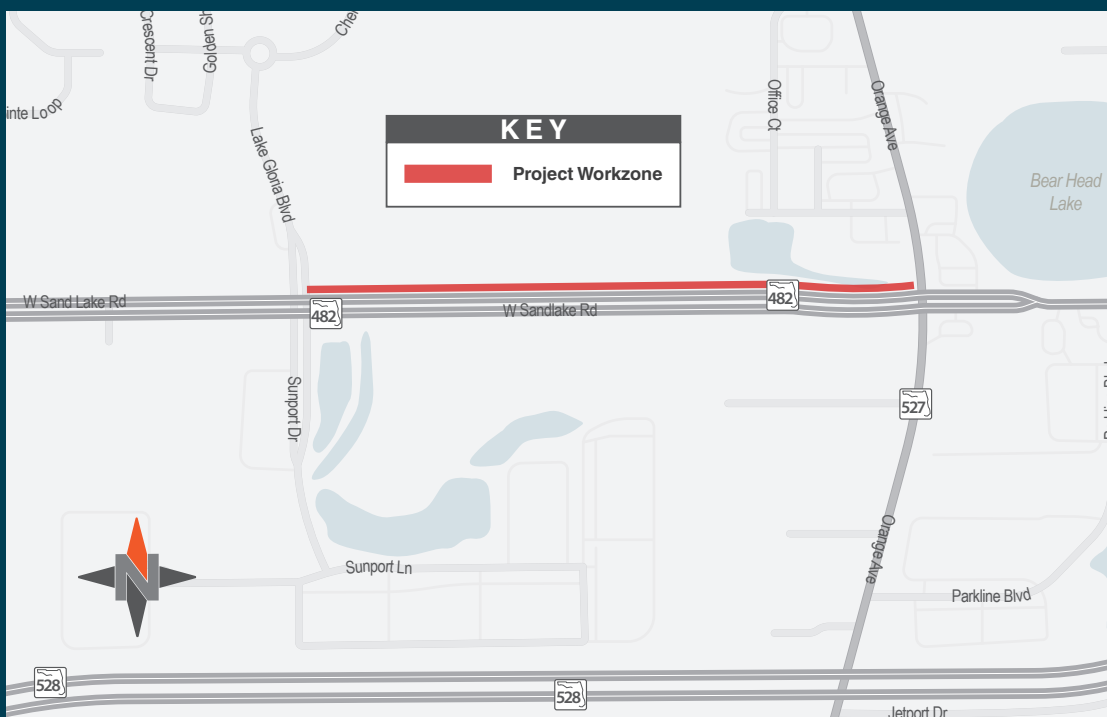 Crescent Dr
Golden Sh
Cher
inte Loop
Lake Gloria Blvd
KEY
Project Workzone
Office Ct
Orange Ave
Bear Head
Lake
W Sand Lake Rd
482
W Sandlake Rd
482
Sunport Dr
527
N
Sunport Ln
Orange Ave
Parkline Blvd
528
528
Jetport Dr